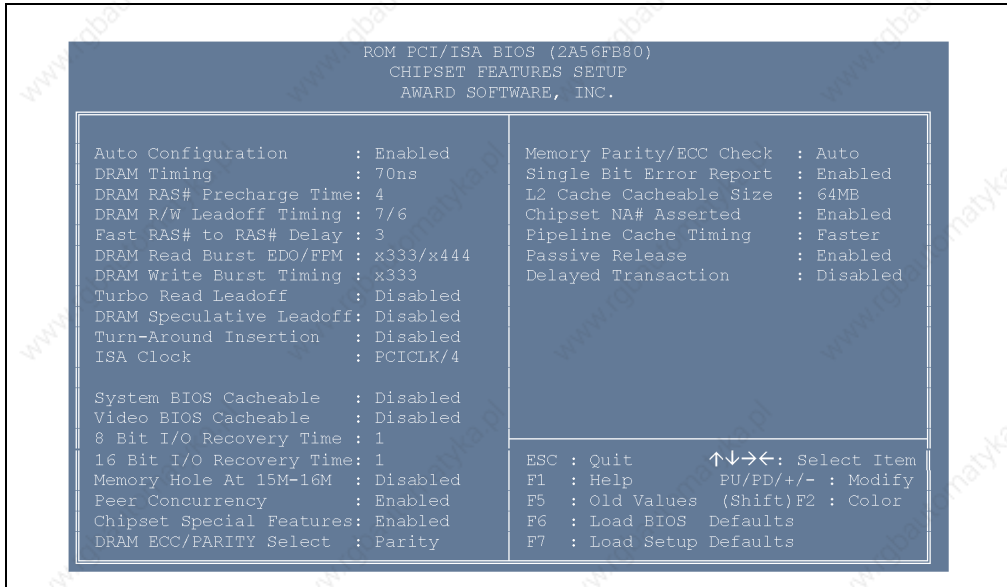 ROM PCI/ISA BIOS (2A56FB80)
CHIPSET FEATURES SETUP
AWARD SOFTWARE, INC.
Auto Configuration : Enabled
DRAM Timing : 70ns
DRAM RAS# Precharge Time: 4
DRAM R/W Leadoff Timing : 7/6
Fast RAS# to RAS# Delay : 3
DRAM Read Burst EDO/FPM : x333/x444
DRAM Write Burst Timing : x333
Turbo Read Leadoff : Disabled
DRAM Speculative Leadoff: Disabled
Turn-Around Insertion : Disabled
ISA Clock : PCICLK/4
System BIOS Cacheable : Disabled
Video BIOS Cacheable : Disabled
8 Bit I/O Recovery Time : 1
16 Bit I/O Recovery Time: 1
Memory Hole At 15M-16M : Disabled
Peer Concurrency : Enabled
Chipset Special Features: Enabled
DRAM ECC/PARITY Select : Parity
Memory Parity/ECC Check : Auto
Single Bit Error Report : Enabled
L2 Cache Cacheable Size : 64MB
Chipset NA# Asserted : Enabled
Pipeline Cache Timing : Faster
Passive Release : Enabled
Delayed Transaction : Disabled
ESC : Quit ↑↓→←: Select Item
F1 : Help PU/PD/+/- : Modify
F5 : Old Values (Shift)F2 : Color
F6 : Load BIOS Defaults
F7 : Load Setup Defaults